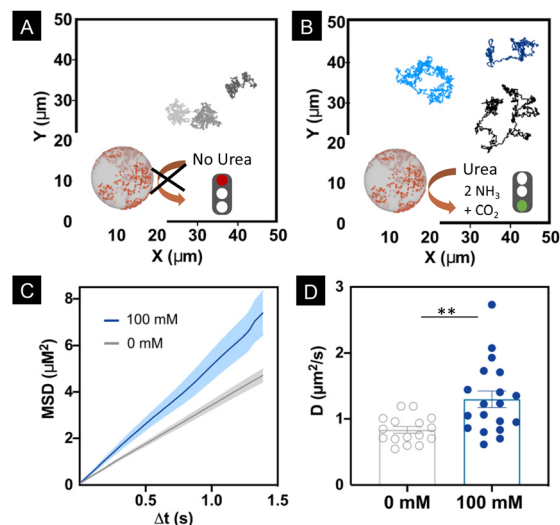 A
50
40
30
20
20
10
0
Y (μm)
No Urea
10
20
30
40
50
X (μm)
B
50
40
30
20
20
10
0
Y (μm)
Urea
2 NH₃
+ CO₂
10
20
30
40
50
X (μm)
C
8
6
4
2
0
MSD (μM²)
100 mM
0 mM
0.5
1.0
1.5
Δt (s)
D
3
2
1
0
D (μm²/s)
**
0 mM
100 mM